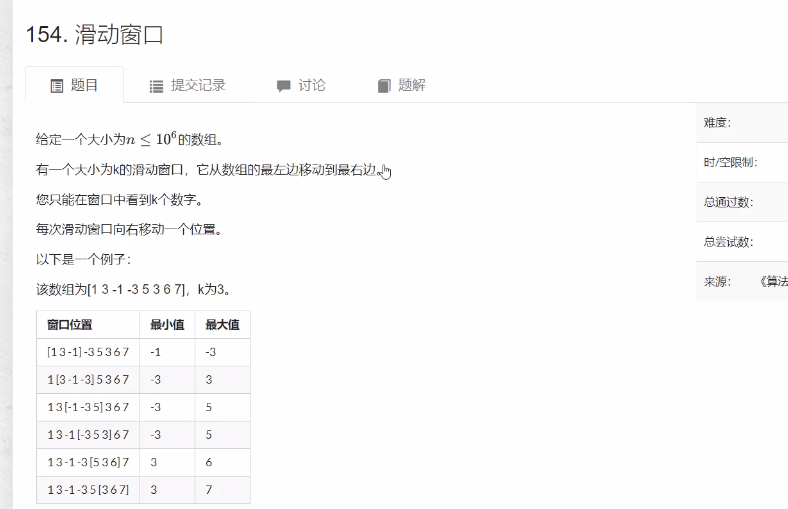 154. 滑动窗口
题目 提交记录 讨论 题解
给定一个大小为n ≤ 10⁶的数组。
有一个大小为k的滑动窗口，它从数组的最左边移动到最右边。
您只能在窗口中看到k个数字。
每次滑动窗口向右移动一个位置。
以下是一个例子：
该数组为[1 3 -1 -3 5 3 6 7]，k为3。
窗口位置 最小值 最大值
[1 3 -1] -3 5 3 6 7 -1 -3
1 [3 -1 -3] 5 3 6 7 -3 3
1 3 [-1 -3 5] 3 6 7 -3 5
1 3 -1 [-3 5 3] 6 7 -3 5
1 3 -1 -3 [5 3 6] 7 3 6
1 3 -1 -3 5 [3 6 7] 3 7
难度：
时/空限制：
总通过数：
总尝试数：
来源： 《算法